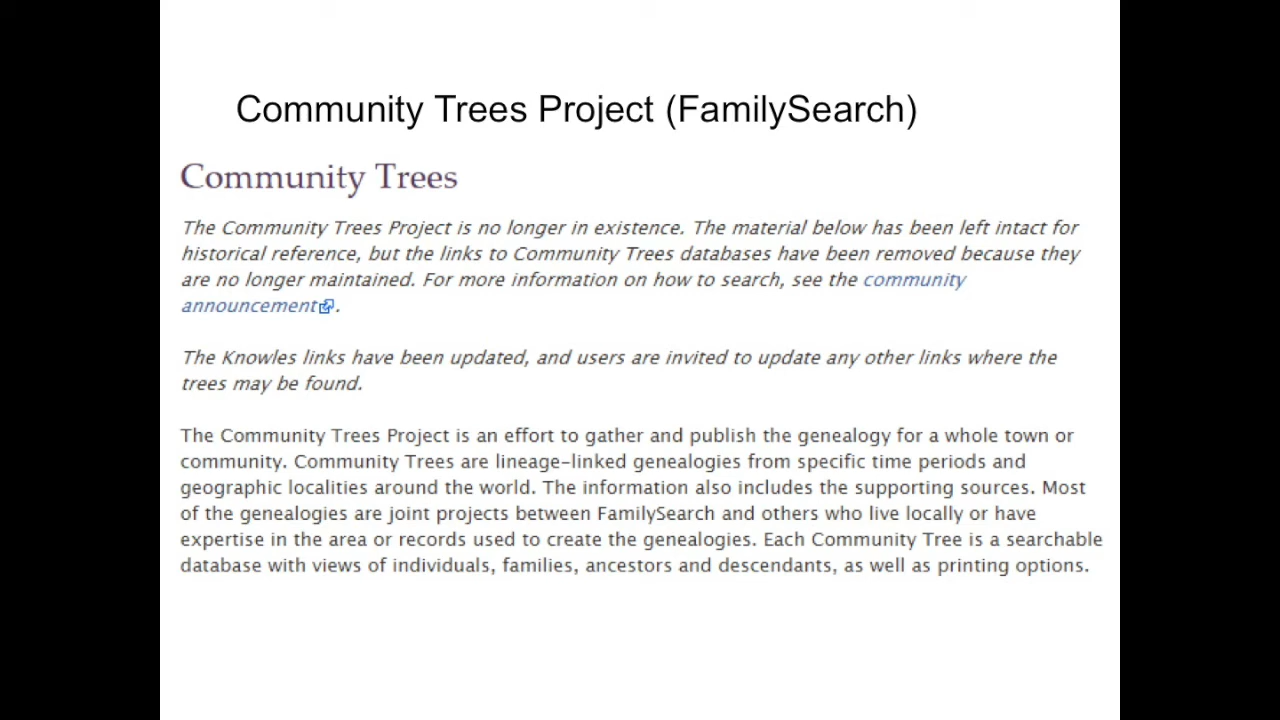 Community Trees Project (FamilySearch)
Community Trees
The Community Trees Project is no longer in existence. The material below has been left intact for
historical reference, but the links to Community Trees databases have been removed because they
are no longer maintained. For more information on how to search, see the community
announcement.
The Knowles links have been updated, and users are invited to update any other links where the
trees may be found.
The Community Trees Project is an effort to gather and publish the genealogy for a whole town or
community. Community Trees are lineage-linked genealogies from specific time periods and
geographic localities around the world. The information also includes the supporting sources. Most
of the genealogies are joint projects between FamilySearch and others who live locally or have
expertise in the area or records used to create the genealogies. Each Community Tree is a searchable
database with views of individuals, families, ancestors and descendants, as well as printing options.